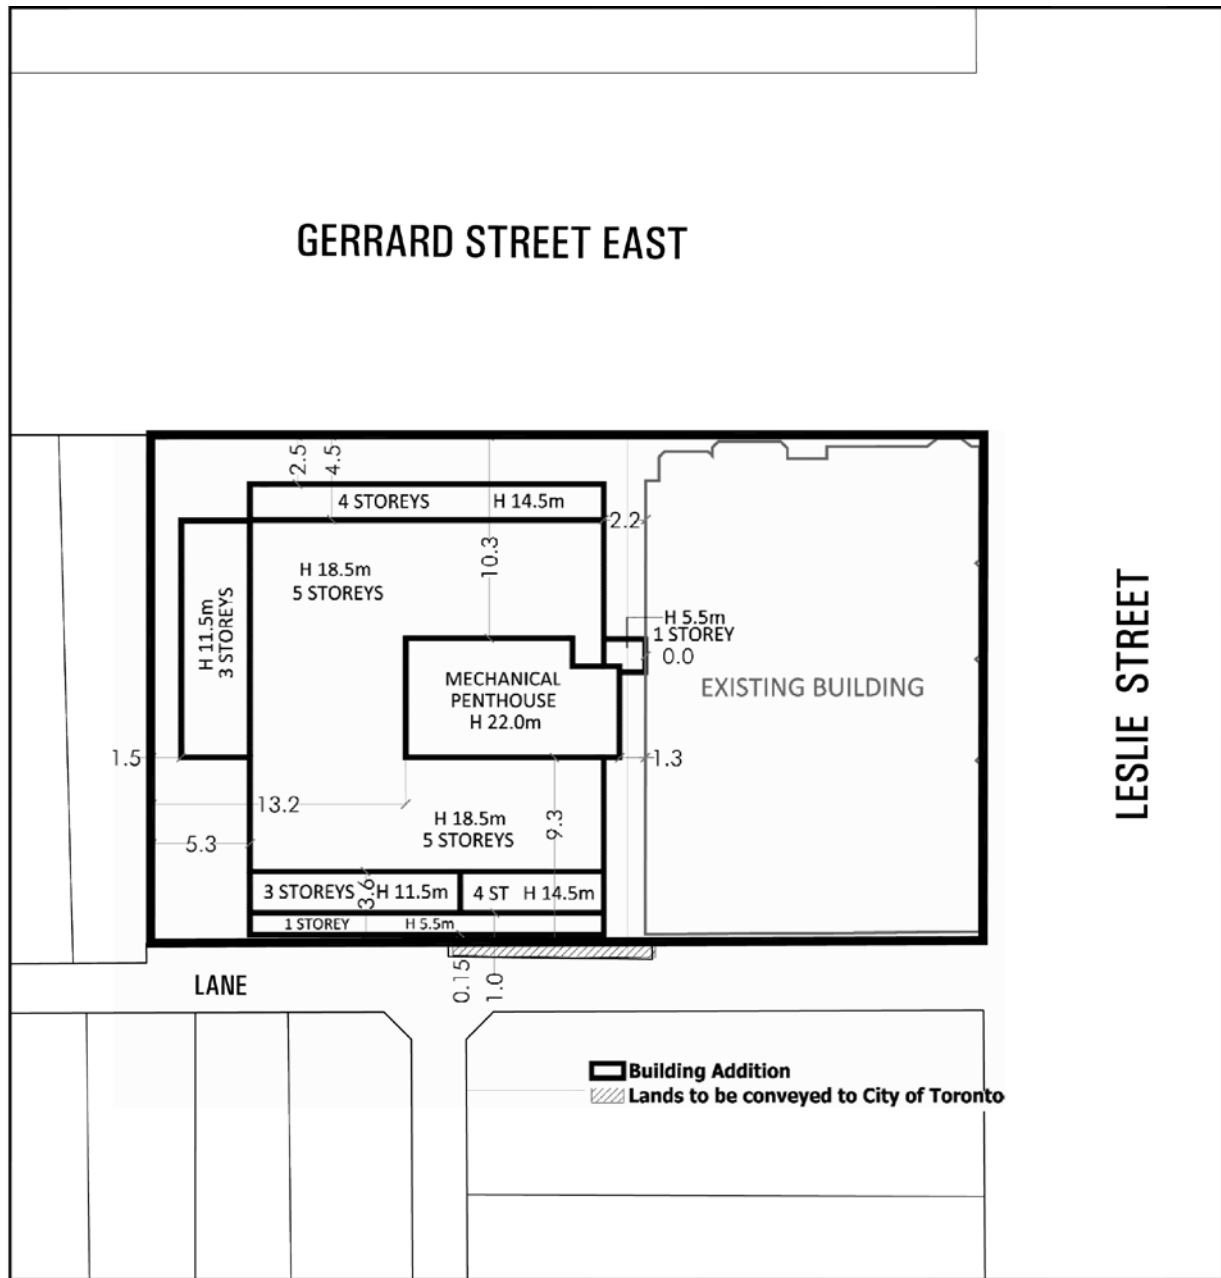 GERRARD STREET EAST
2.5
4.5
4 STOREYS H 14.5m
2.2
10.3
H 18.5m
5 STOREYS
H 11.5m
3 STOREYS
H 5.5m
1 STOREY
0.0
MECHANICAL
PENTHOUSE
H 22.0m
EXISTING BUILDING
LESLIE STREET
1.5
1.3
13.2
H 18.5m
5 STOREYS
9.3
5.3
3 STOREYS H 11.5m
3.6
4 ST H 14.5m
1 STOREY H 5.5m
LANE
0.15
1.0
Building Addition
Lands to be conveyed to City of Toronto